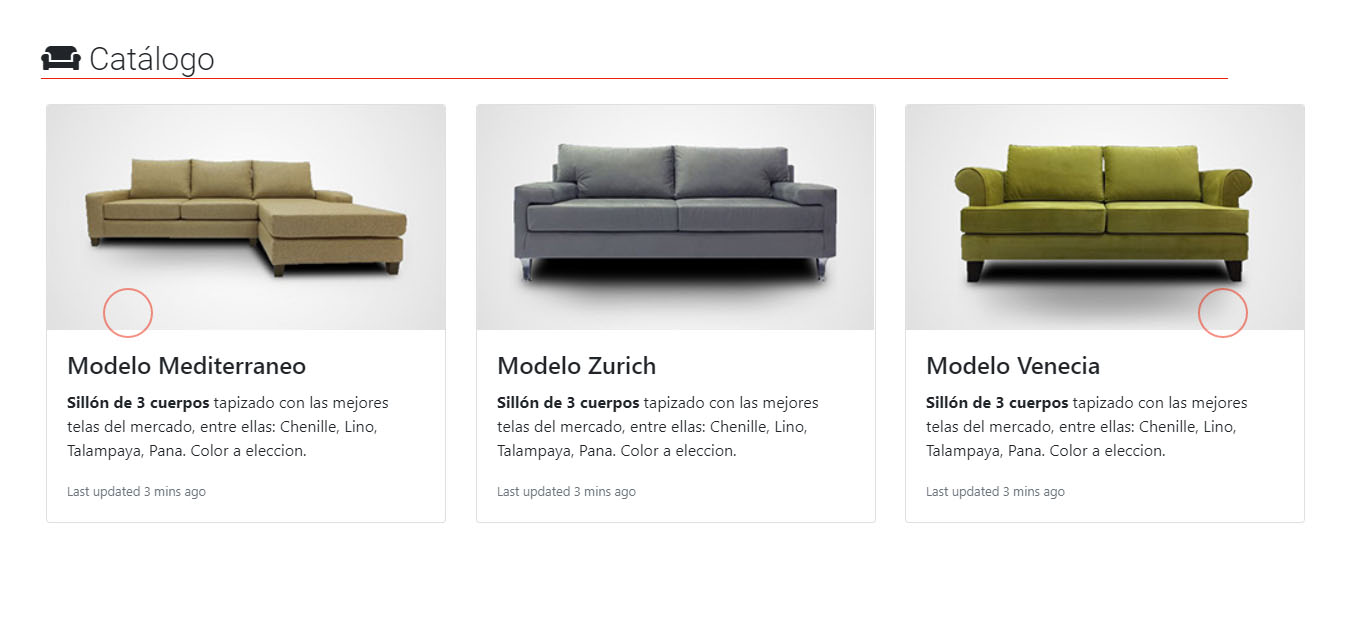 Catálogo
Modelo Mediterraneo
Sillón de 3 cuerpos tapizado con las mejores
telas del mercado, entre ellas: Chenille, Lino,
Talampaya, Pana. Color a eleccion.
Last updated 3 mins ago
Modelo Zurich
Sillón de 3 cuerpos tapizado con las mejores
telas del mercado, entre ellas: Chenille, Lino,
Talampaya, Pana. Color a eleccion.
Last updated 3 mins ago
Modelo Venecia
Sillón de 3 cuerpos tapizado con las mejores
telas del mercado, entre ellas: Chenille, Lino,
Talampaya, Pana. Color a eleccion.
Last updated 3 mins ago